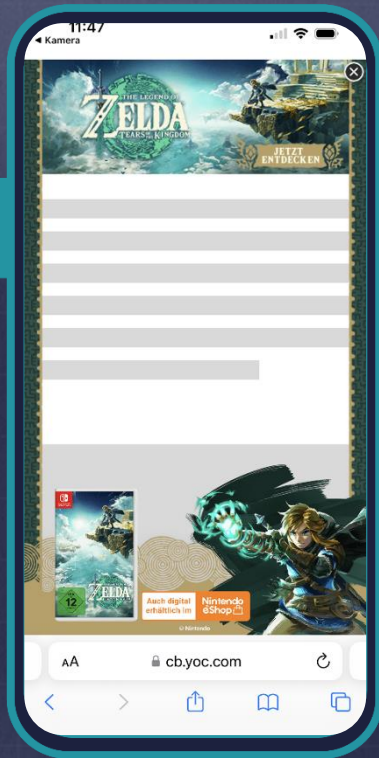 11:47
◀ Kamera
THE LEGEND OF
ZELDA
TEARS OF THE KINGDOM
JETZT
ENTDECKEN
12
ZELDA
Auch digital
erhältlich im
Nintendo
eShop
© Nintendo
AA
cb.yoc.com